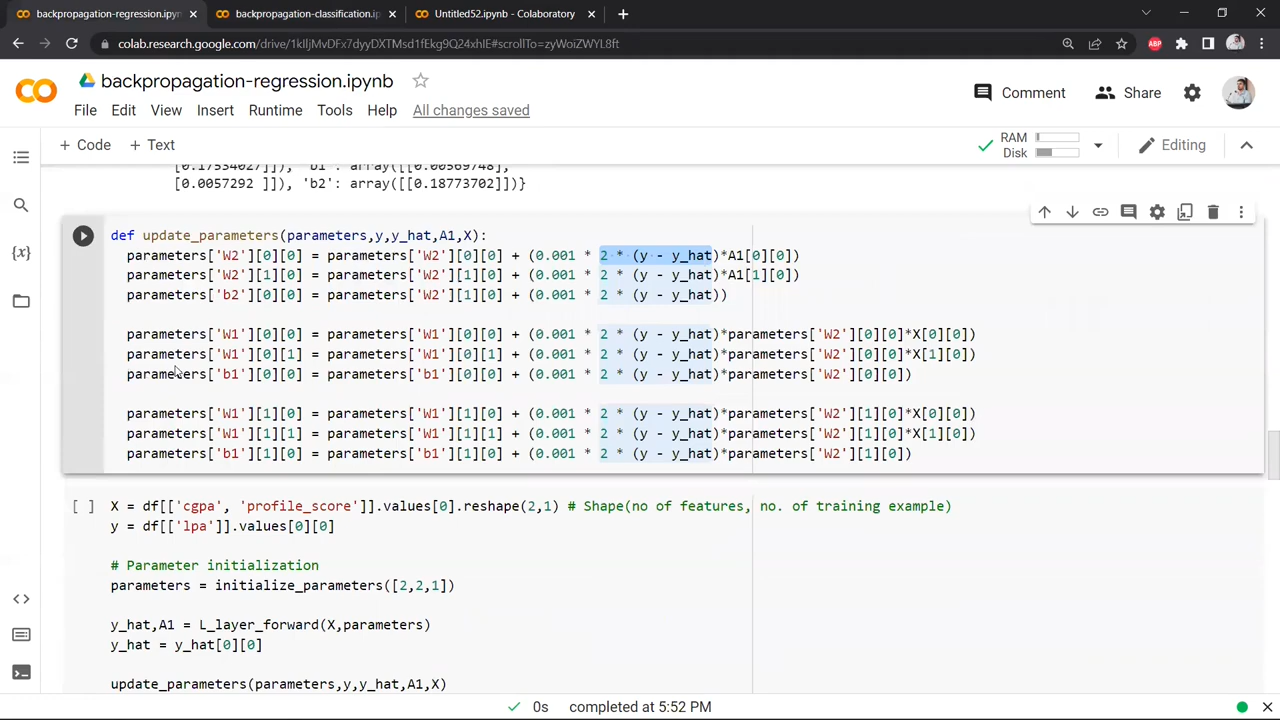 backpropagation-regression.ipyn
backpropagation-classification.ip
Untitled52.ipynb - Colaboratory
colab.research.google.com/drive/1kIljMvDFx7dyyDXTMsd1fEkg9Q24xhIE#scrollTo=zyWoiZWYL8ft
backpropagation-regression.ipynb
Comment
Share
File Edit View Insert Runtime Tools Help All changes saved
+ Code + Text
RAM
Disk
Editing
[0.17534027]]), 'b1': array([[0.00569748],
[0.0057292 ]]), 'b2': array([[0.18773702]])}
def update_parameters(parameters,y,y_hat,A1,X):
parameters['W2'][0][0] = parameters['W2'][0][0] + (0.001 * 2 * (y - y_hat)*A1[0][0])
parameters['W2'][1][0] = parameters['W2'][1][0] + (0.001 * 2 * (y - y_hat)*A1[1][0])
parameters['b2'][0][0] = parameters['W2'][1][0] + (0.001 * 2 * (y - y_hat))
parameters['W1'][0][0] = parameters['W1'][0][0] + (0.001 * 2 * (y - y_hat)*parameters['W2'][0][0]*X[0][0])
parameters['W1'][0][1] = parameters['W1'][0][1] + (0.001 * 2 * (y - y_hat)*parameters['W2'][0][0]*X[1][0])
parameters['b1'][0][0] = parameters['b1'][0][0] + (0.001 * 2 * (y - y_hat)*parameters['W2'][0][0])
parameters['W1'][1][0] = parameters['W1'][1][0] + (0.001 * 2 * (y - y_hat)*parameters['W2'][1][0]*X[0][0])
parameters['W1'][1][1] = parameters['W1'][1][1] + (0.001 * 2 * (y - y_hat)*parameters['W2'][1][0]*X[1][0])
parameters['b1'][1][0] = parameters['b1'][1][0] + (0.001 * 2 * (y - y_hat)*parameters['W2'][1][0])
[ ] X = df[['cgpa', 'profile_score']].values[0].reshape(2,1) # Shape(no of features, no. of training example)
y = df[['lpa']].values[0][0]
# Parameter initialization
parameters = initialize_parameters([2,2,1])
y_hat,A1 = L_layer_forward(X,parameters)
y_hat = y_hat[0][0]
update_parameters(parameters,y,y_hat,A1,X)
0s completed at 5:52 PM